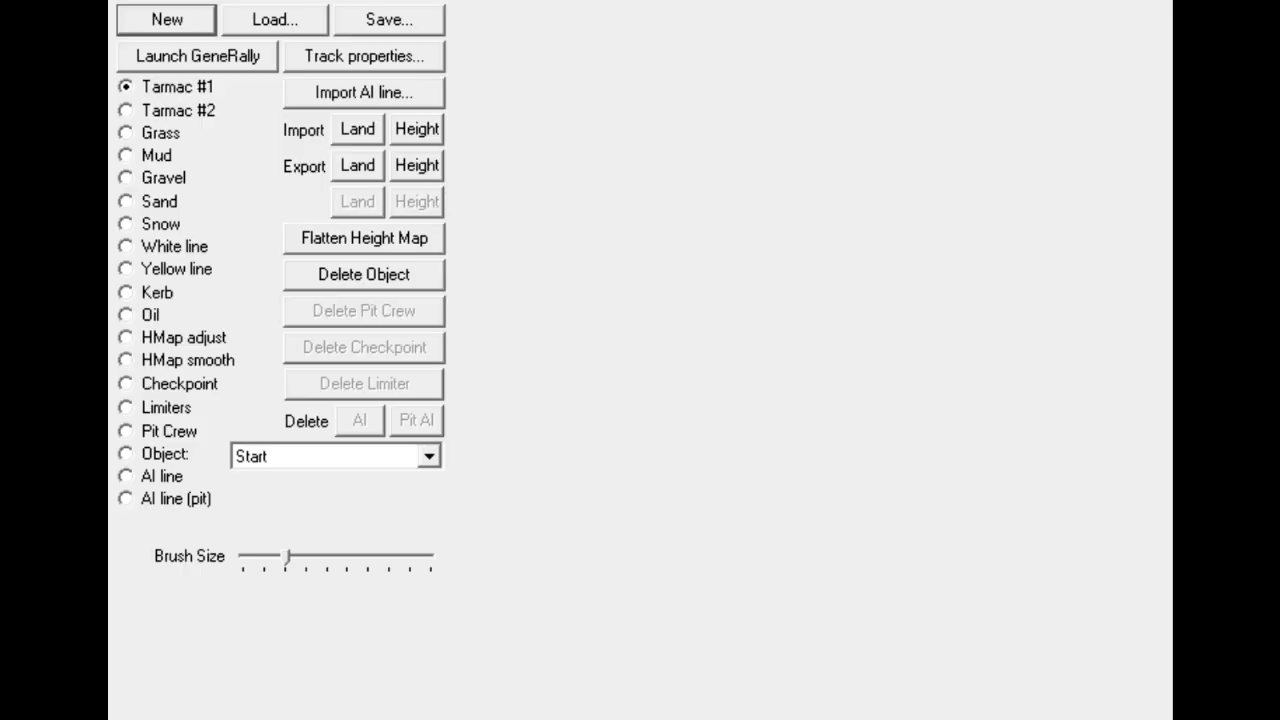 New Load... Save...
Launch GeneRally Track properties...
Tarmac #1 Import AI line...
Tarmac #2
Grass Import Land Height
Mud
Gravel Export Land Height
Sand Land Height
Snow
White line Flatten Height Map
Yellow line Delete Object
Kerb
Oil Delete Pit Crew
HMap adjust
HMap smooth Delete Checkpoint
Checkpoint Delete Limiter
Limiters
Pit Crew Delete AI Pit AI
Object: Start
AI line
AI line (pit)
Brush Size